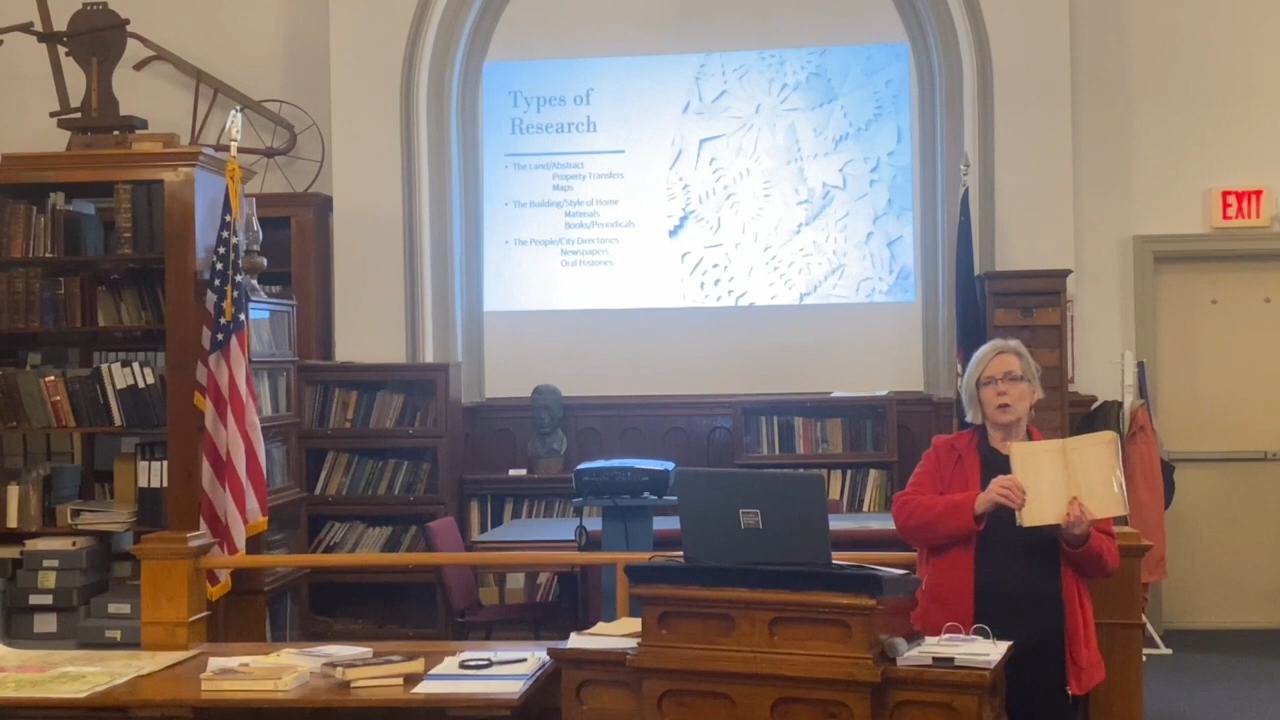 Types of
Research
• The Land/Abstract
Property Transfers
Maps
• The Building/Style of Home
Materials
Books/Periodicals
• The People/City Directories
Newspapers
Oral Histories
EXIT